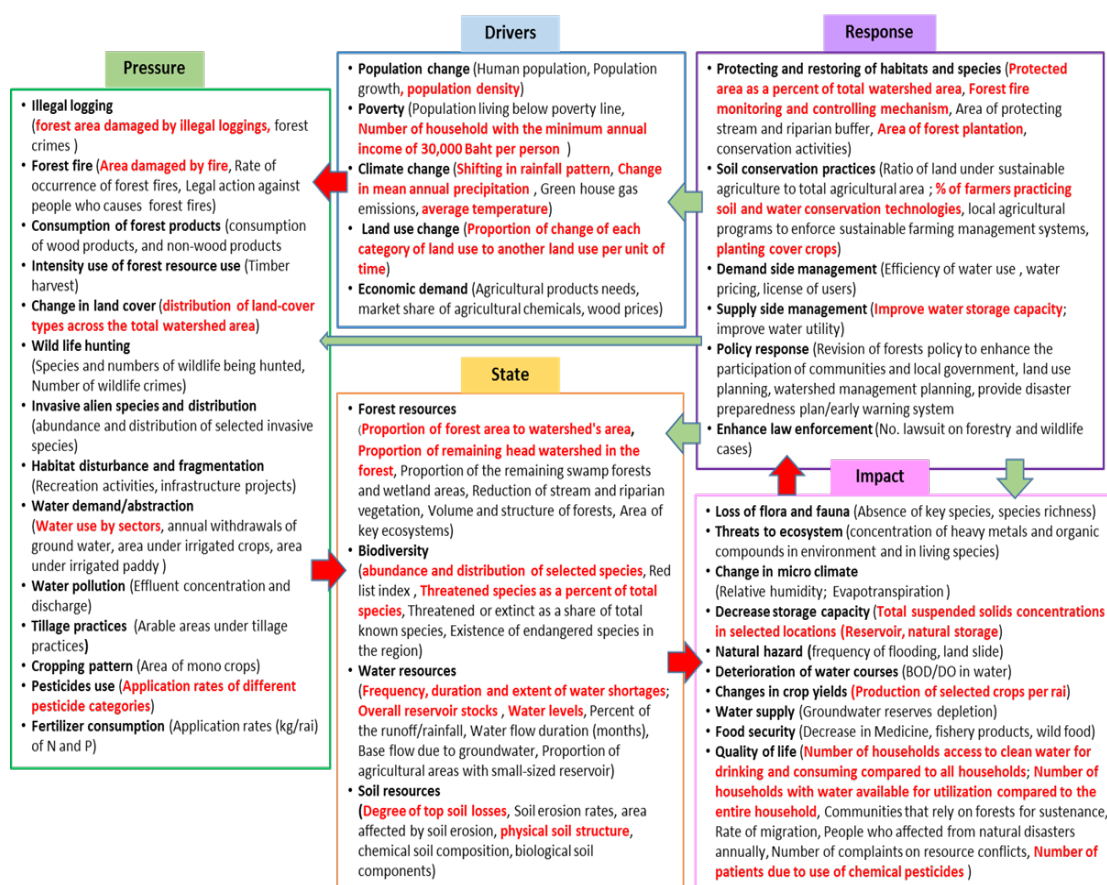 Pressure
• Illegal logging
(forest area damaged by illegal loggings, forest
crimes )
• Forest fire (Area damaged by fire, Rate of
occurrence of forest fires, Legal action against
people who causes forest fires)
• Consumption of forest products (consumption
of wood products, and non-wood products
• Intensity use of forest resource use (Timber
harvest)
• Change in land cover (distribution of land-cover
types across the total watershed area)
• Wild life hunting
(Species and numbers of wildlife being hunted,
Number of wildlife crimes)
• Invasive alien species and distribution
(abundance and distribution of selected invasive
species)
• Habitat disturbance and fragmentation
(Recreation activities, infrastructure projects)
• Water demand/abstraction
(Water use by sectors, annual withdrawals of
ground water, area under irrigated crops, area
under irrigated paddy )
• Water pollution (Effluent concentration and
discharge)
• Tillage practices (Arable areas under tillage
practices)
• Cropping pattern (Area of mono crops)
• Pesticides use (Application rates of different
pesticide categories)
• Fertilizer consumption (Application rates (kg/rai)
of N and P)
Drivers
• Population change (Human population, Population
growth, population density)
• Poverty (Population living below poverty line,
Number of household with the minimum annual
income of 30,000 Baht per person )
• Climate change (Shifting in rainfall pattern, Change
in mean annual precipitation , Green house gas
emissions, average temperature)
• Land use change (Proportion of change of each
category of land use to another land use per unit of
time)
• Economic demand (Agricultural products needs,
market share of agricultural chemicals, wood prices)
State
• Forest resources
(Proportion of forest area to watershed's area,
Proportion of remaining head watershed in the
forest, Proportion of the remaining swamp forests
and wetland areas, Reduction of stream and riparian
vegetation, Volume and structure of forests, Area of
key ecosystems)
• Biodiversity
(abundance and distribution of selected species, Red
list index , Threatened species as a percent of total
species, Threatened or extinct as a share of total
known species, Existence of endangered species in
the region)
• Water resources
(Frequency, duration and extent of water shortages;
Overall reservoir stocks , Water levels, Percent of
the runoff/rainfall, Water flow duration (months),
Base flow due to groundwater, Proportion of
agricultural areas with small-sized reservoir)
• Soil resources
(Degree of top soil losses, Soil erosion rates, area
affected by soil erosion, physical soil structure,
chemical soil composition, biological soil
components)
Response
• Protecting and restoring of habitats and species (Protected
area as a percent of total watershed area, Forest fire
monitoring and controlling mechanism, Area of protecting
stream and riparian buffer, Area of forest plantation,
conservation activities)
• Soil conservation practices (Ratio of land under sustainable
agriculture to total agricultural area ; % of farmers practicing
soil and water conservation technologies, local agricultural
programs to enforce sustainable farming management systems,
planting cover crops)
• Demand side management (Efficiency of water use , water
pricing, license of users)
• Supply side management (Improve water storage capacity;
improve water utility)
• Policy response (Revision of forests policy to enhance the
participation of communities and local government, land use
planning, watershed management planning, provide disaster
preparedness plan/early warning system
• Enhance law enforcement (No. lawsuit on forestry and wildlife
cases)
Impact
• Loss of flora and fauna (Absence of key species, species richness)
• Threats to ecosystem (concentration of heavy metals and organic
compounds in environment and in living species)
• Change in micro climate
(Relative humidity; Evapotranspiration )
• Decrease storage capacity (Total suspended solids concentrations
in selected locations (Reservoir, natural storage)
• Natural hazard (frequency of flooding, land slide)
• Deterioration of water courses (BOD/DO in water)
• Changes in crop yields (Production of selected crops per rai)
• Water supply (Groundwater reserves depletion)
• Food security (Decrease in Medicine, fishery products, wild food)
• Quality of life (Number of households access to clean water for
drinking and consuming compared to all households; Number of
households with water available for utilization compared to the
entire household, Communities that rely on forests for sustenance,
Rate of migration, People who affected from natural disasters
annually, Number of complaints on resource conflicts, Number of
patients due to use of chemical pesticides )